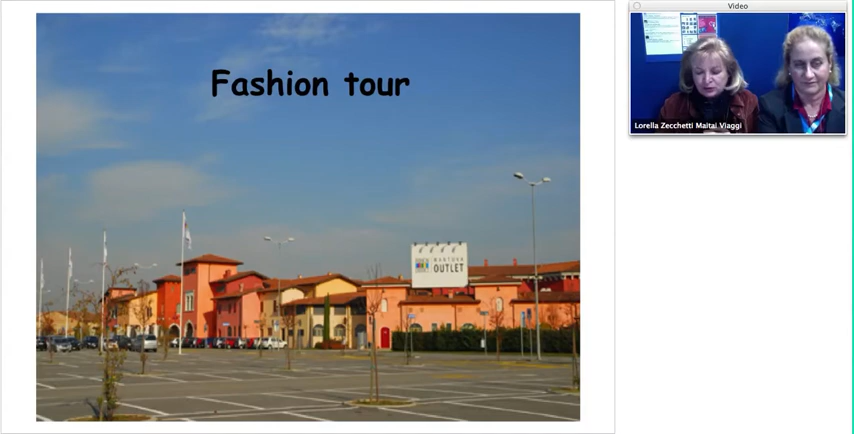 Fashion tour
MANTOVA
OUTLET
Video
Lorella Zecchetti Maitai Viaggi